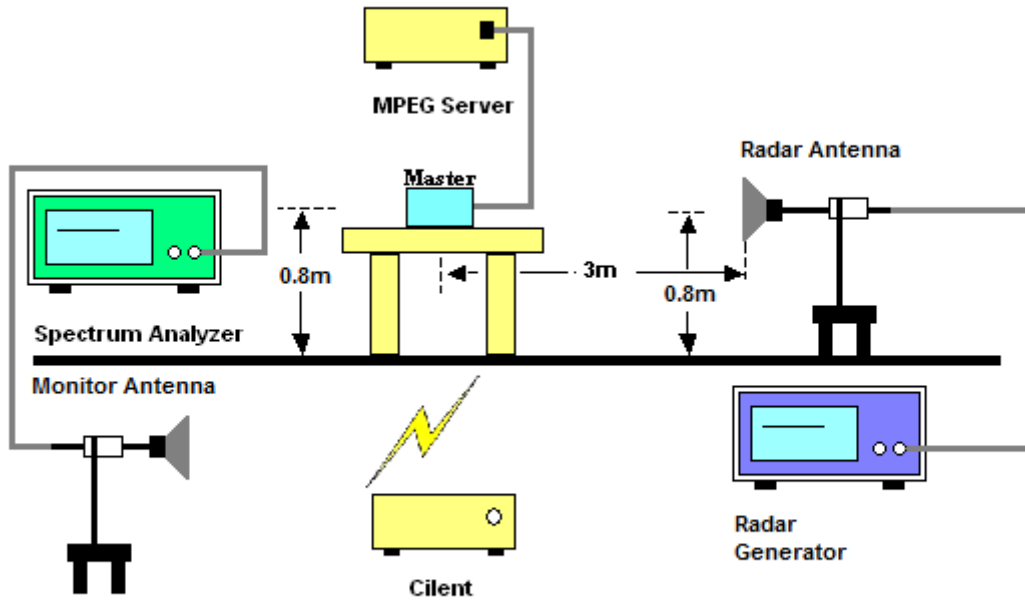 MPEG Server
Radar Antenna
Master
0.8m
3m
0.8m
Spectrum Analyzer
Monitor Antenna
Radar
Generator
Cilent